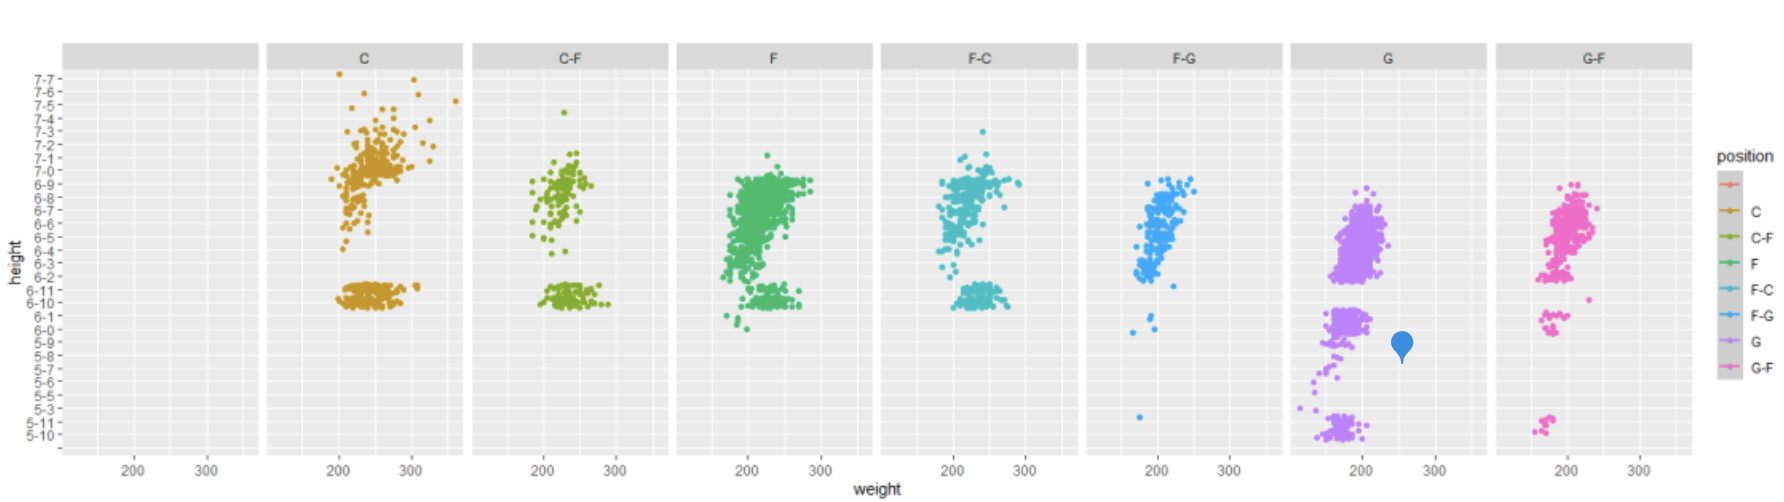 C
C-F
F
F-C
F-G
G
G-F
height
7-7
7-6
7-5
7-4
7-3
7-2
7-1
7-0
6-9
6-8
6-7
6-6
6-5
6-4
6-3
6-2
6-11
6-10
6-1
6-0
5-9
5-8
5-7
5-6
5-5
5-3
5-11
5-10
200 300 200 300 200 300 200 300 200 300 200 300 200 300 200 300
weight
position
C
C-F
F
F-C
F-G
G
G-F